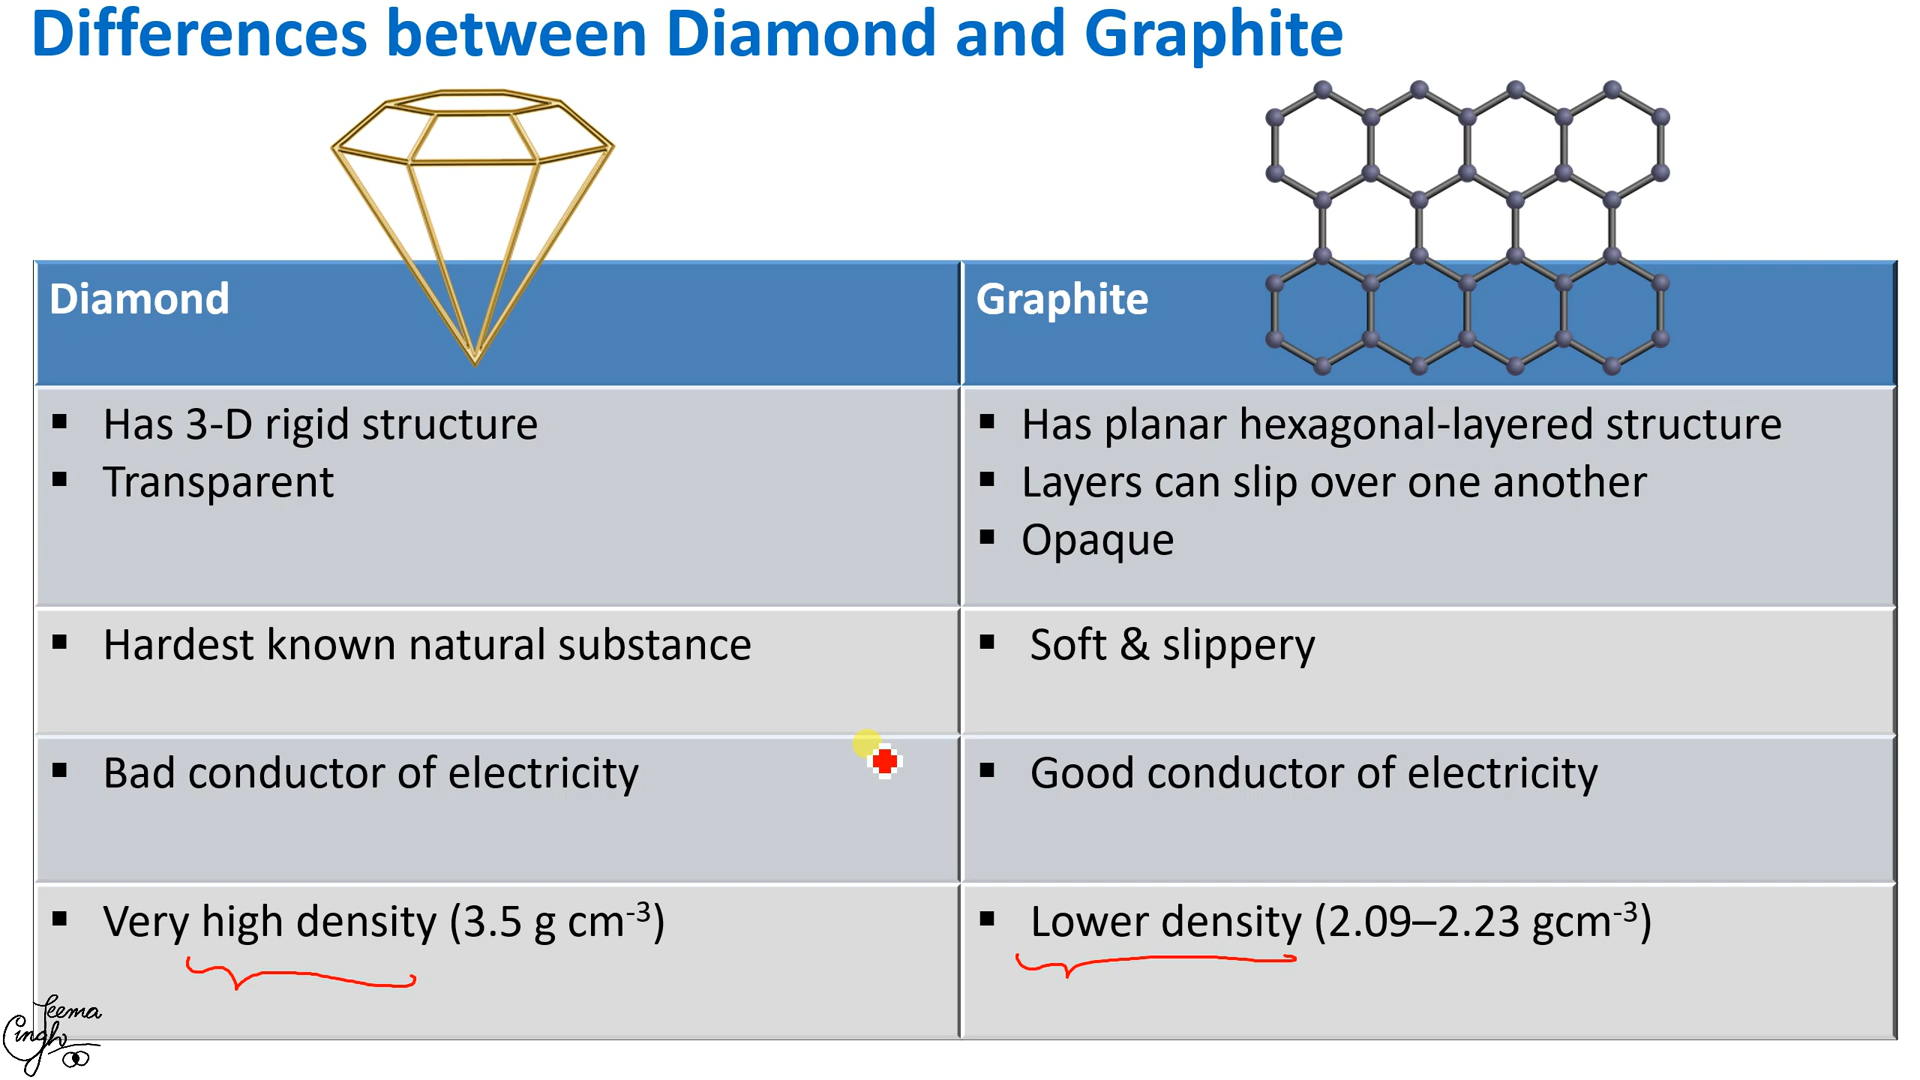 Differences between Diamond and Graphite
Diamond
Graphite
▪ Has 3-D rigid structure
▪ Transparent
▪ Has planar hexagonal-layered structure
▪ Layers can slip over one another
▪ Opaque
▪ Hardest known natural substance
▪ Soft & slippery
▪ Bad conductor of electricity
▪ Good conductor of electricity
▪ Very high density (3.5 g cm⁻³)
▪ Lower density (2.09–2.23 gcm⁻³)